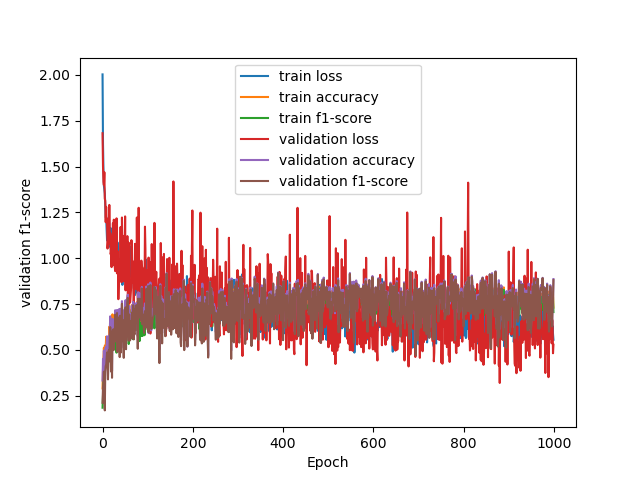 2.00
1.75
1.50
1.25
1.00
0.75
0.50
0.25
validation f1-score
train loss
train accuracy
train f1-score
validation loss
validation accuracy
validation f1-score
0
200
400
600
800
1000
Epoch